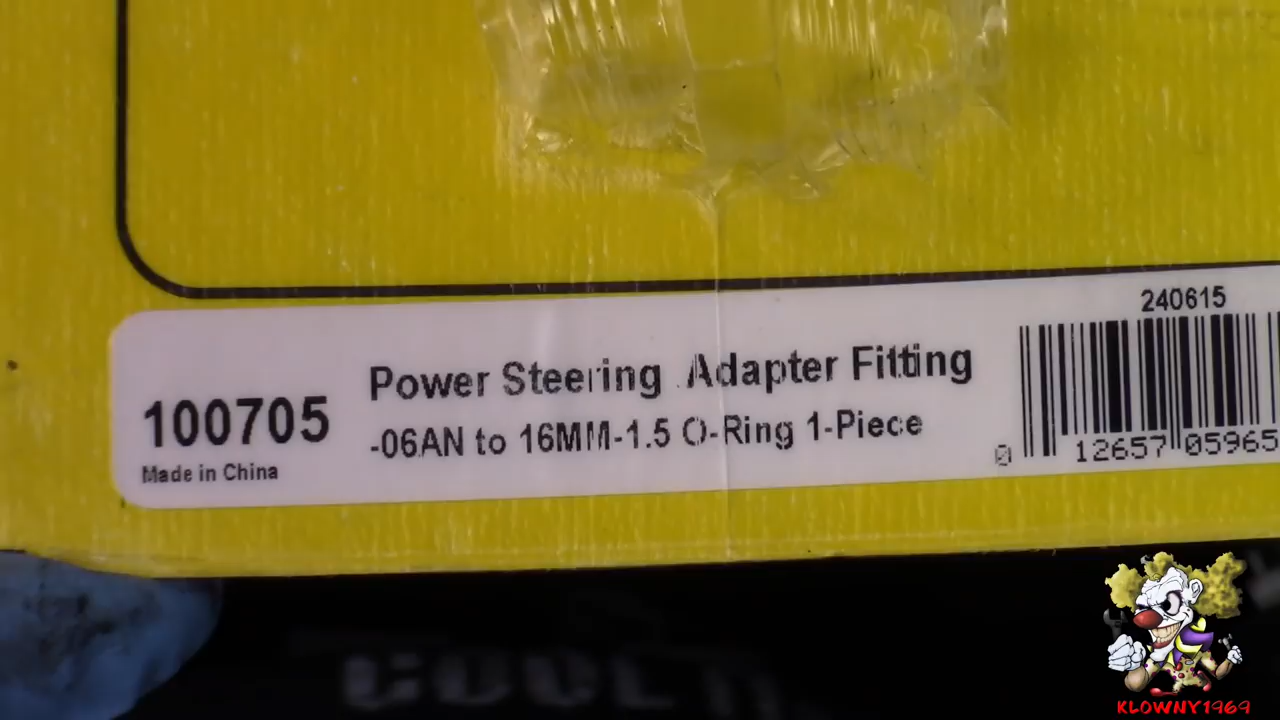 240615
Power Steering Adapter Fitting
100705
-06AN to 16MM-1.5 O-Ring 1-Piece
0 12657 05965
Made in China
COOL
KLOWNY1969